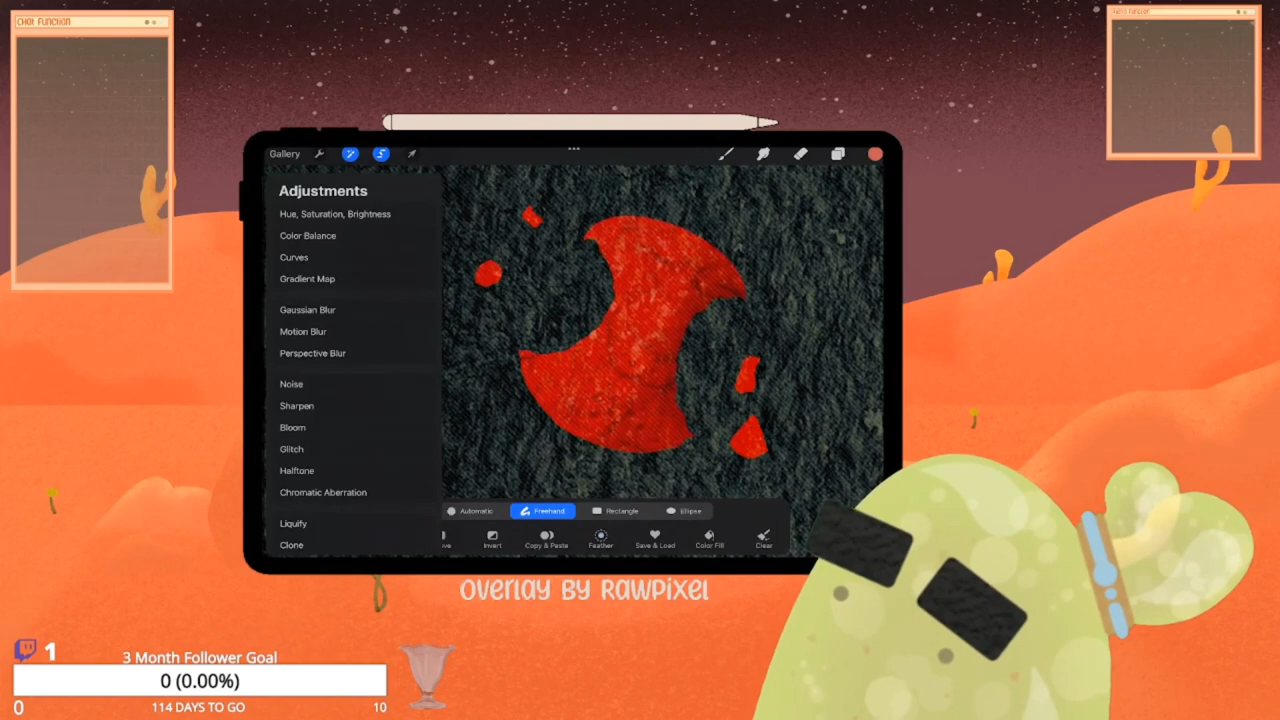 Chat Function
Gallery
Adjustments
Hue, Saturation, Brightness
Color Balance
Curves
Gradient Map
Gaussian Blur
Motion Blur
Perspective Blur
Noise
Sharpen
Bloom
Glitch
Halftone
Chromatic Aberration
Liquify
Clone
Automatic
Freehand
Rectangle
Ellipse
Invert
Copy & Paste
Feather
Save & Load
Color Fill
Clear
Overlay by Rawpixel
1
3 Month Follower Goal
0 (0.00%)
0
114 DAYS TO GO
10